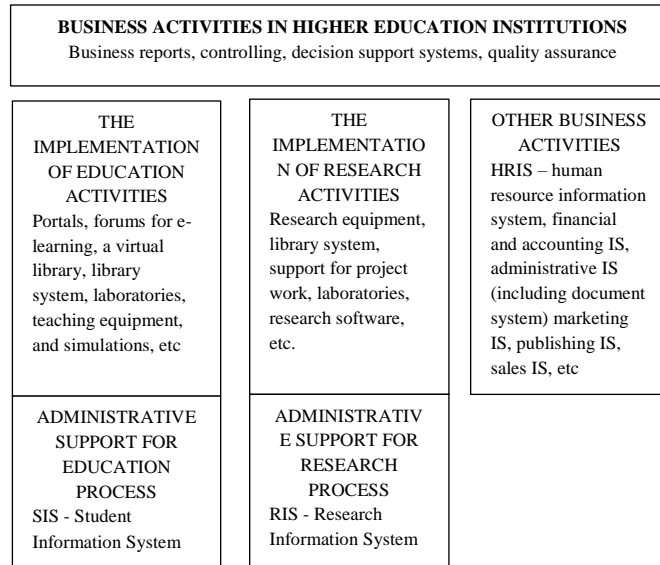 BUSINESS ACTIVITIES IN HIGHER EDUCATION INSTITUTIONS
Business reports, controlling, decision support systems, quality assurance
THE
IMPLEMENTATION
OF EDUCATION
ACTIVITIES
Portals, forums for e-
learning, a virtual
library, library
system, laboratories,
teaching equipment,
and simulations, etc
ADMINISTRATIVE
SUPPORT FOR
EDUCATION
PROCESS
SIS - Student
Information System
THE
IMPLEMENTATIO
N OF RESEARCH
ACTIVITIES
Research equipment,
library system,
support for project
work, laboratories,
research software,
etc.
ADMINISTRATIV
E SUPPORT FOR
RESEARCH
PROCESS
RIS - Research
Information System
OTHER BUSINESS
ACTIVITIES
HRIS – human
resource information
system, financial
and accounting IS,
administrative IS
(including document
system) marketing
IS, publishing IS,
sales IS, etc